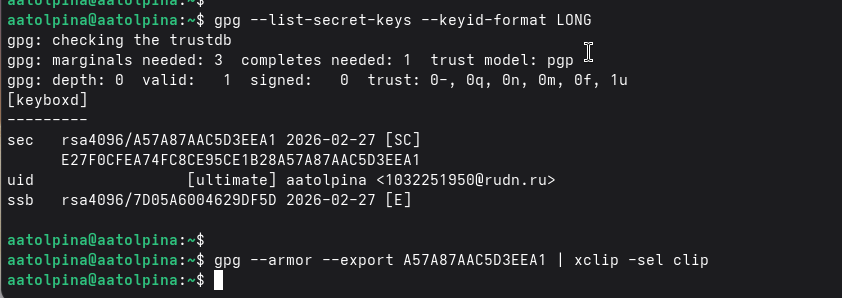 aatolpina@aatolpina:~$ gpg --list-secret-keys --keyid-format LONG
gpg: checking the trustdb
gpg: marginals needed: 3  completes needed: 1  trust model: pgp
gpg: depth: 0  valid:   1  signed:   0  trust: 0-, 0q, 0n, 0m, 0f, 1u
[keyboxd]
---------
sec   rsa4096/A57A87AAC5D3EEA1 2026-02-27 [SC]
      E27F0CFEA74FC8CE95CE1B28A57A87AAC5D3EEA1
uid                 [ultimate] aatolpina <1032251950@rudn.ru>
ssb   rsa4096/7D05A6004629DF5D 2026-02-27 [E]
aatolpina@aatolpina:~$
aatolpina@aatolpina:~$ gpg --armor --export A57A87AAC5D3EEA1 | xclip -sel clip
aatolpina@aatolpina:~$